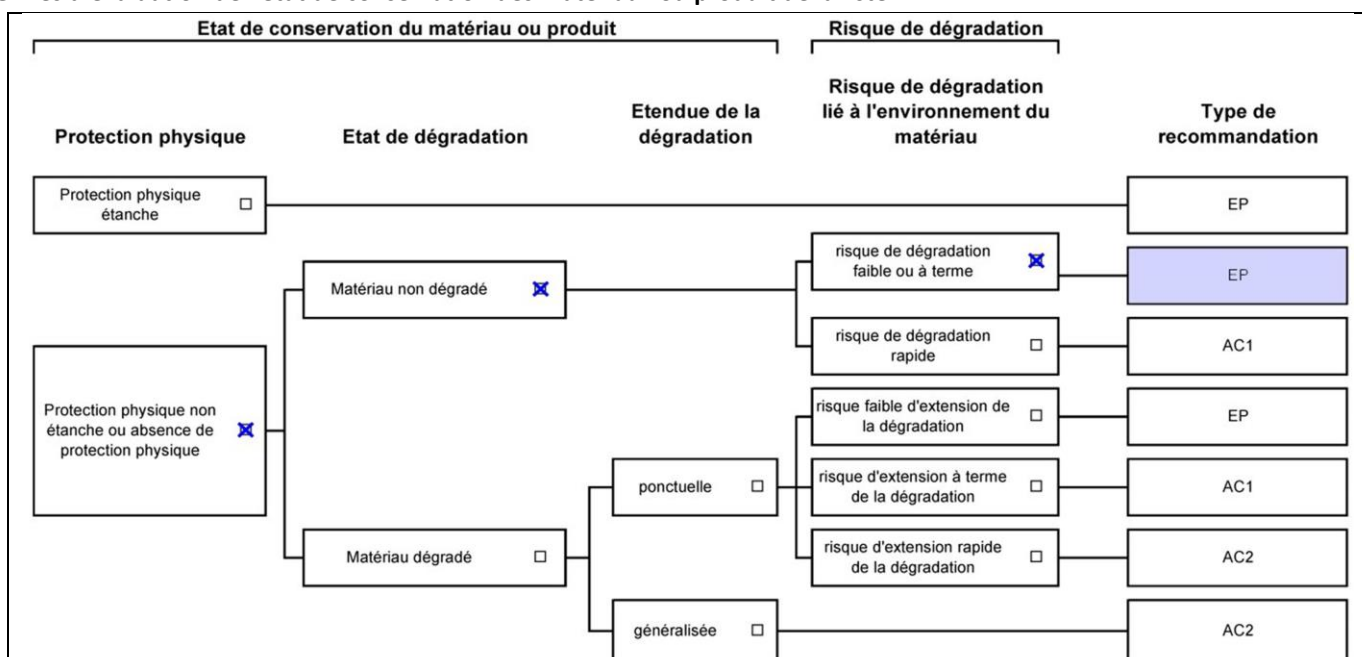 Etat de conservation du matériau ou produit
Risque de dégradation
Protection physique
Etat de dégradation
Etendue de la
dégradation
Risque de dégradation
lié à l'environnement du
matériau
Type de
recommandation
Protection physique
étanche
EP
risque de dégradation
faible ou à terme
Matériau non dégradé
EP
risque de dégradation
rapide
AC1
Protection physique non
étanche ou absence de
protection physique
risque faible d'extension de
la dégradation
EP
ponctuelle
risque d'extension à terme
de la dégradation
AC1
Matériau dégradé
risque d'extension rapide
de la dégradation
AC2
généralisée
AC2